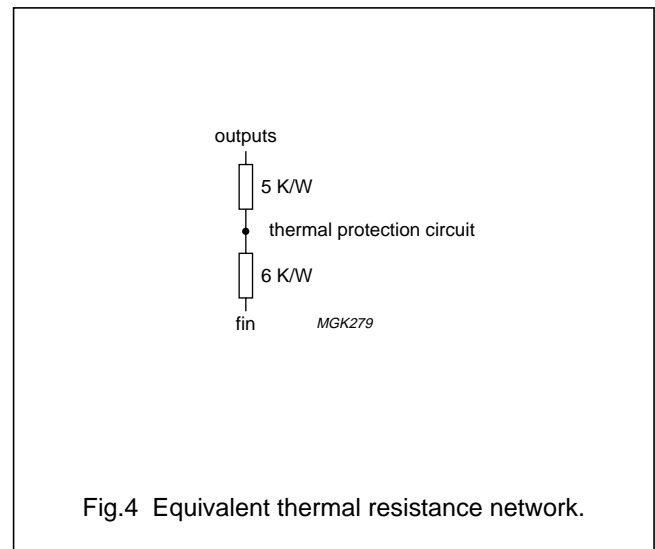 outputs
5 K/W
thermal protection circuit
6 K/W
fin
MGK279
Fig.4 Equivalent thermal resistance network.